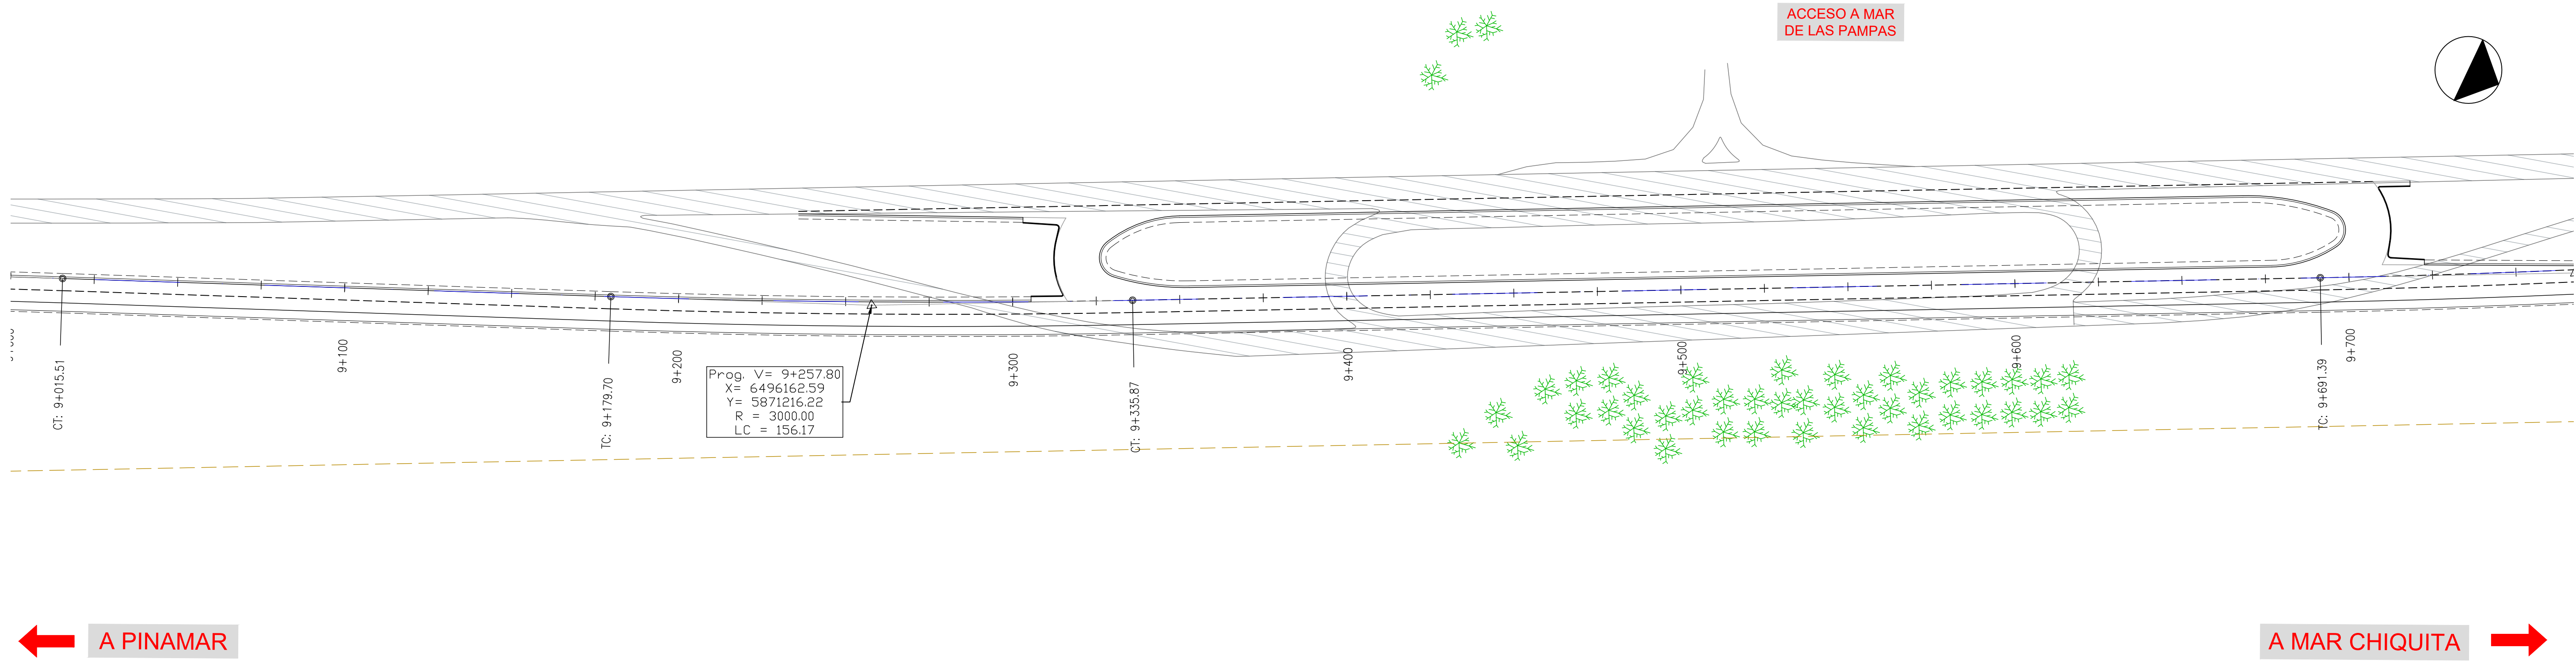 ACCESO A MAR
DE LAS PAMPAS
CT: 9+015.51
9+100
TC: 9+179.70
9+200
Prog. V= 9+257.80
X= 6496162.59
Y= 5871216.22
R = 3000.00
LC = 156.17
9+300
CT: 9+335.87
9+400
9+500
9+600
TC: 9+691.39
9+700
A PINAMAR
A MAR CHIQUITA